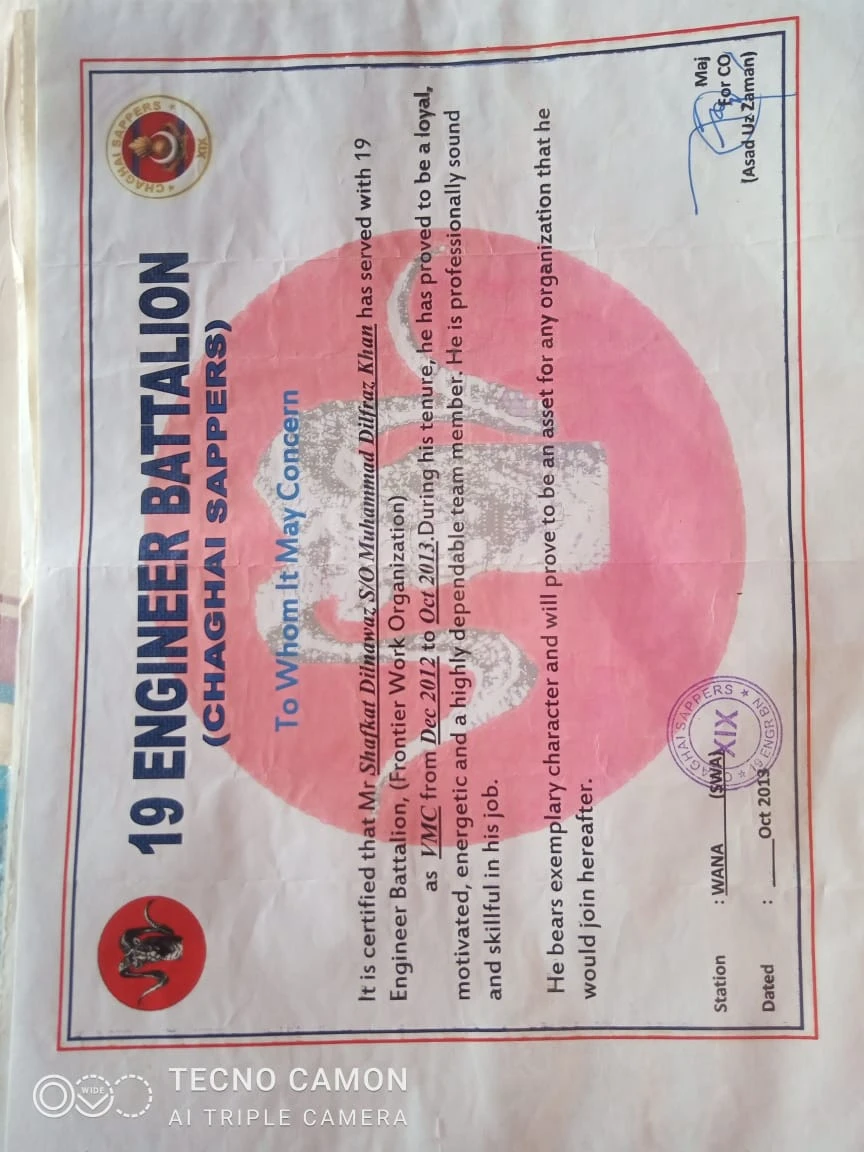 19 ENGINEER BATTALION
(CHAGHAI SAPPERS)
CHAGHAI SAPPERS
XIX
To Whom It May Concern
It is certified that Mr Shafkat Dilnawaz S/O Muhammad Dilfraz Khan has served with 19
Engineer Battalion, (Frontier Work Organization)
as VMC from Dec 2012 to Oct 2013.During his tenure, he has proved to be a loyal,
motivated, energetic and a highly dependable team member. He is professionally sound
and skillful in his job.
He bears exemplary character and will prove to be an asset for any organization that he
would join hereafter.
Station : WANA (SWA)
Dated : ____Oct 2013
CHAGHAI SAPPERS
XIX
19 ENGR BN
Maj
For CO
(Asad Uz Zaman)
WIDE
TECNO CAMON
AI TRIPLE CAMERA